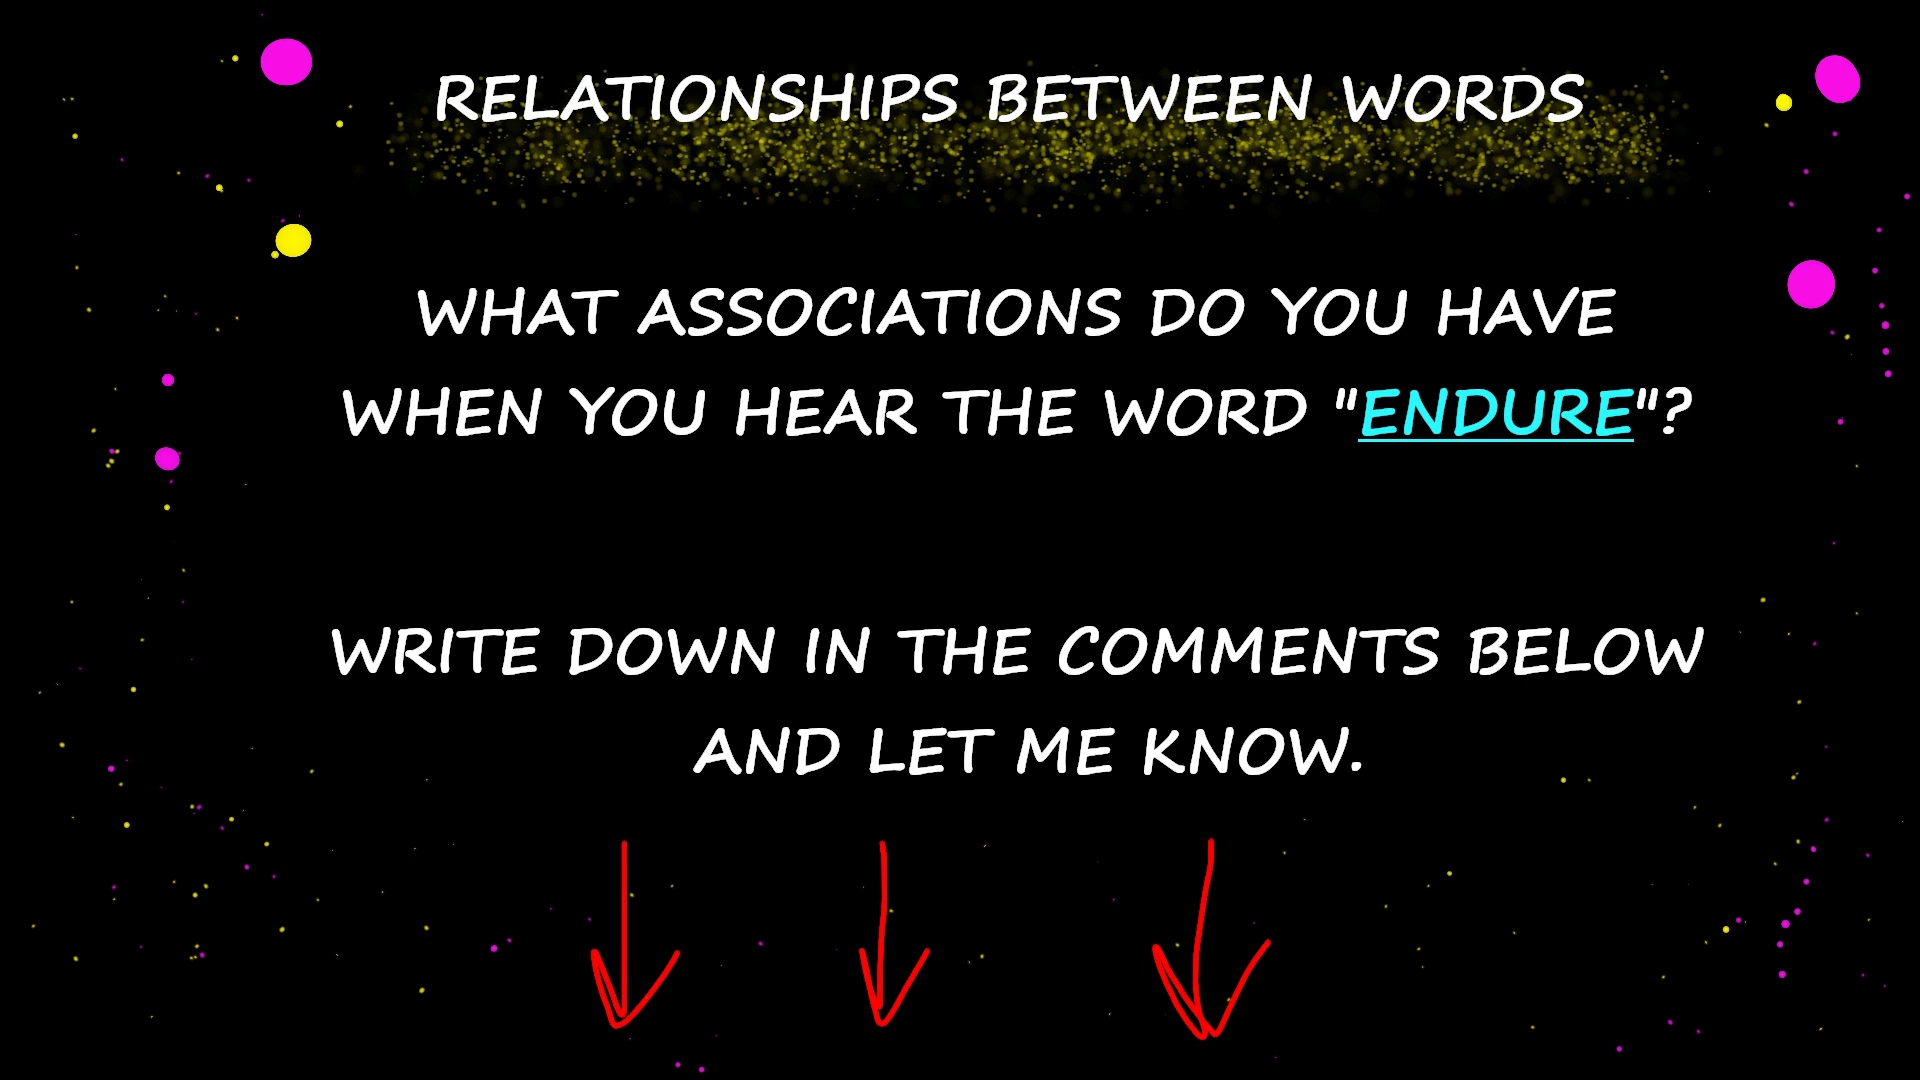 RELATIONSHIPS BETWEEN WORDS
WHAT ASSOCIATIONS DO YOU HAVE
WHEN YOU HEAR THE WORD "ENDURE"?
WRITE DOWN IN THE COMMENTS BELOW
AND LET ME KNOW.